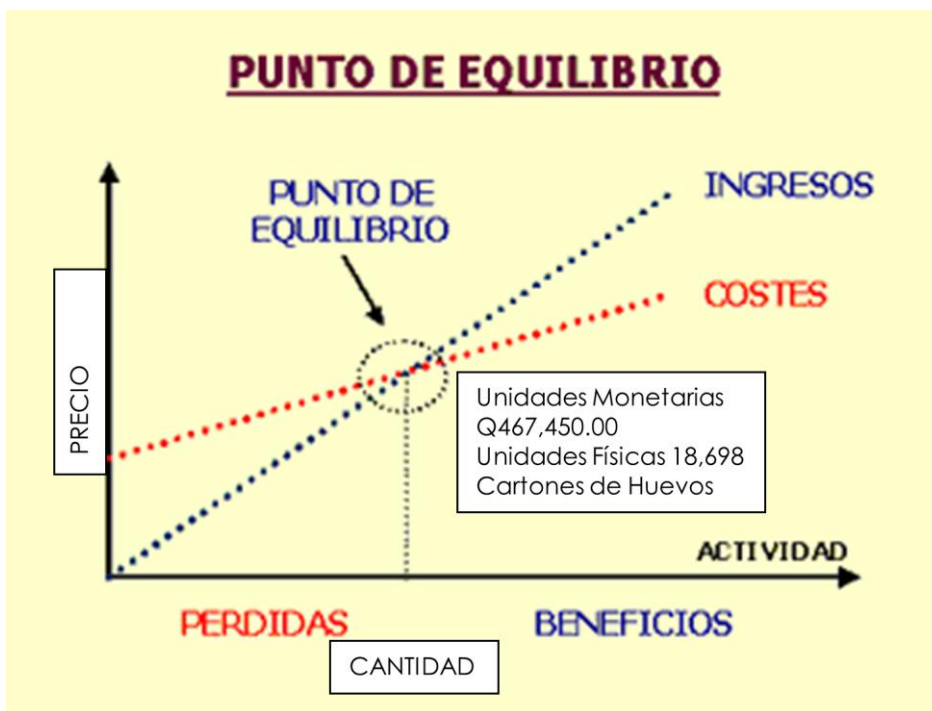 PUNTO DE EQUILIBRIO
PUNTO DE
EQUILIBRIO
INGRESOS
COSTES
PRECIO
Unidades Monetarias
Q467,450.00
Unidades Físicas 18,698
Cartones de Huevos
ACTIVIDAD
PERDIDAS
BENEFICIOS
CANTIDAD